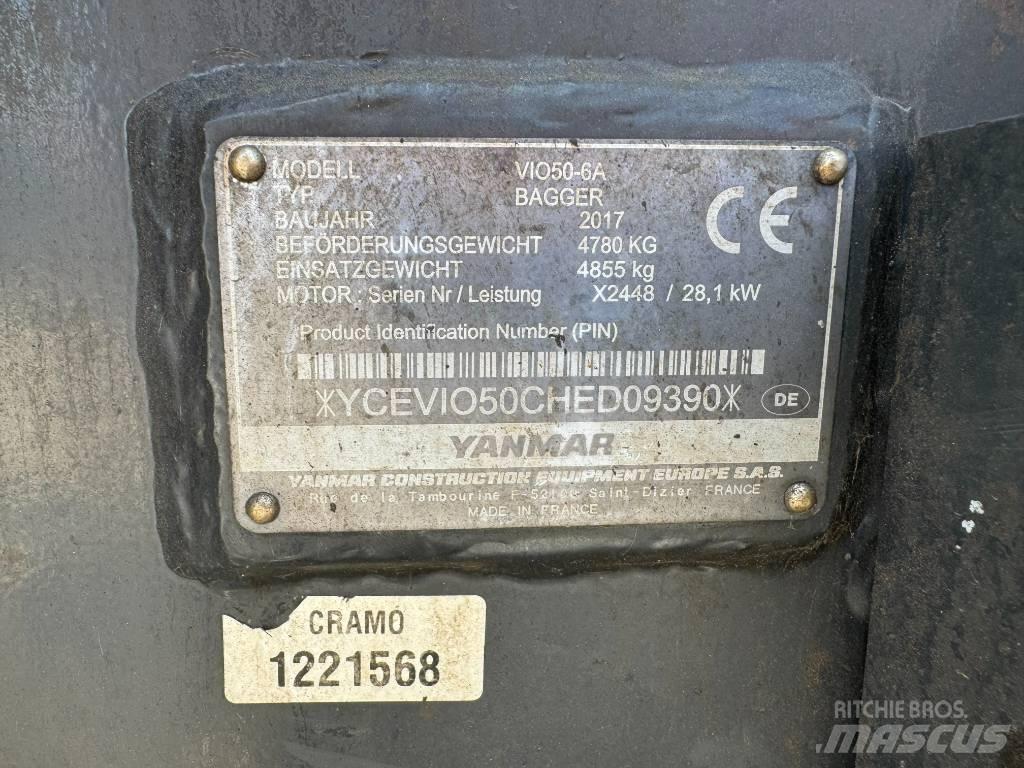 MODELL VIO50-6A
TYP BAGGER
BAUJAHR 2017
BEFÖRDERUNGSGEWICHT 4780 KG
EINSATZGEWICHT 4855 kg
MOTOR : Serien Nr / Leistung X2448 / 28,1 kW
CE
Product Identification Number (PIN)
*YCEVIO50CHED09390* DE
YANMAR
YANMAR CONSTRUCTION EQUIPMENT EUROPE S.A.S.
Rue de la Tambourine F-52100 Saint-Dizier FRANCE
MADE IN FRANCE
CRAMO
1221568
RITCHIE BROS.
MASCUS